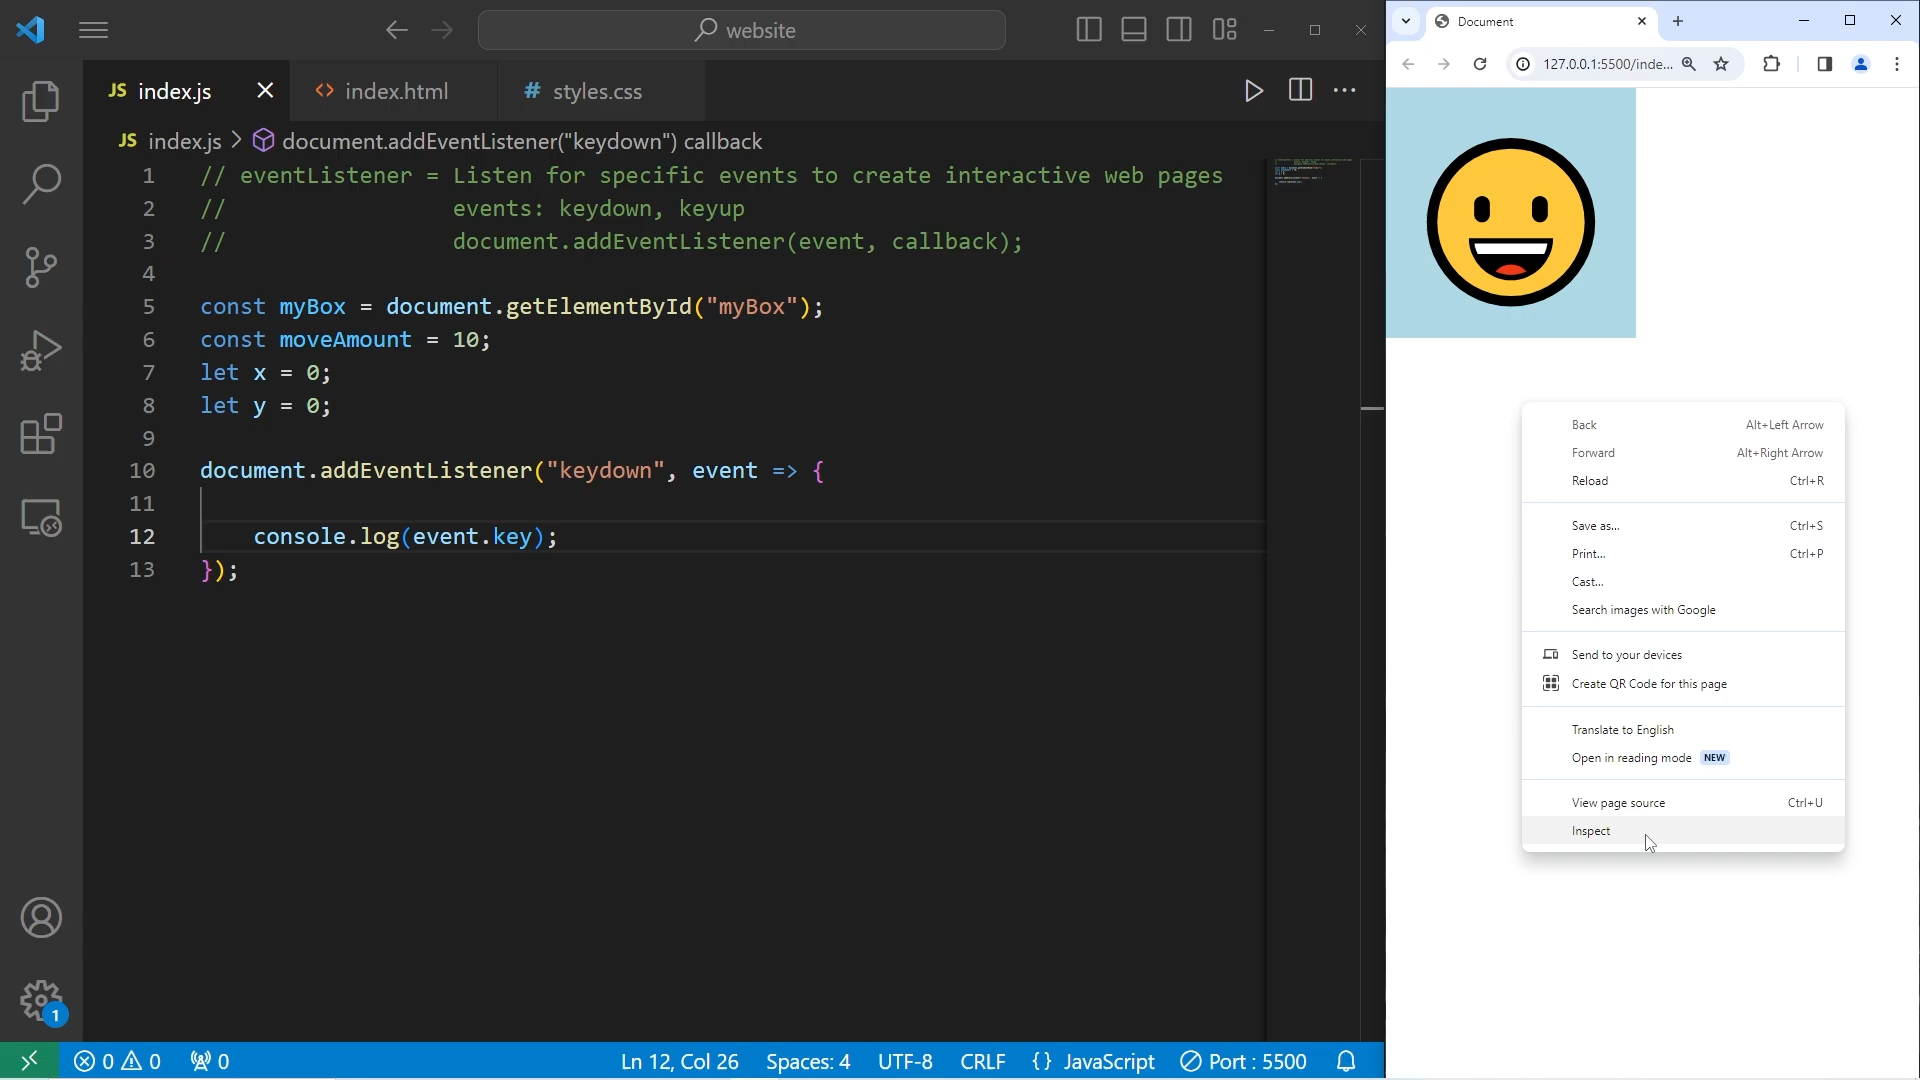 website
JS index.js
<> index.html
# styles.css
JS index.js > document.addEventListener("keydown") callback
1 // eventListener = Listen for specific events to create interactive web pages
2 //                 events: keydown, keyup
3 //                 document.addEventListener(event, callback);
4
5 const myBox = document.getElementById("myBox");
6 const moveAmount = 10;
7 let x = 0;
8 let y = 0;
9
10 document.addEventListener("keydown", event => {
11
12     console.log(event.key);
13 });
1
0 0
0
Ln 12, Col 26
Spaces: 4
UTF-8
CRLF
{} JavaScript
Port : 5500
Document
127.0.0.1:5500/inde...
Back Alt+Left Arrow
Forward Alt+Right Arrow
Reload Ctrl+R
Save as... Ctrl+S
Print... Ctrl+P
Cast...
Search images with Google
Send to your devices
Create QR Code for this page
Translate to English
Open in reading mode NEW
View page source Ctrl+U
Inspect